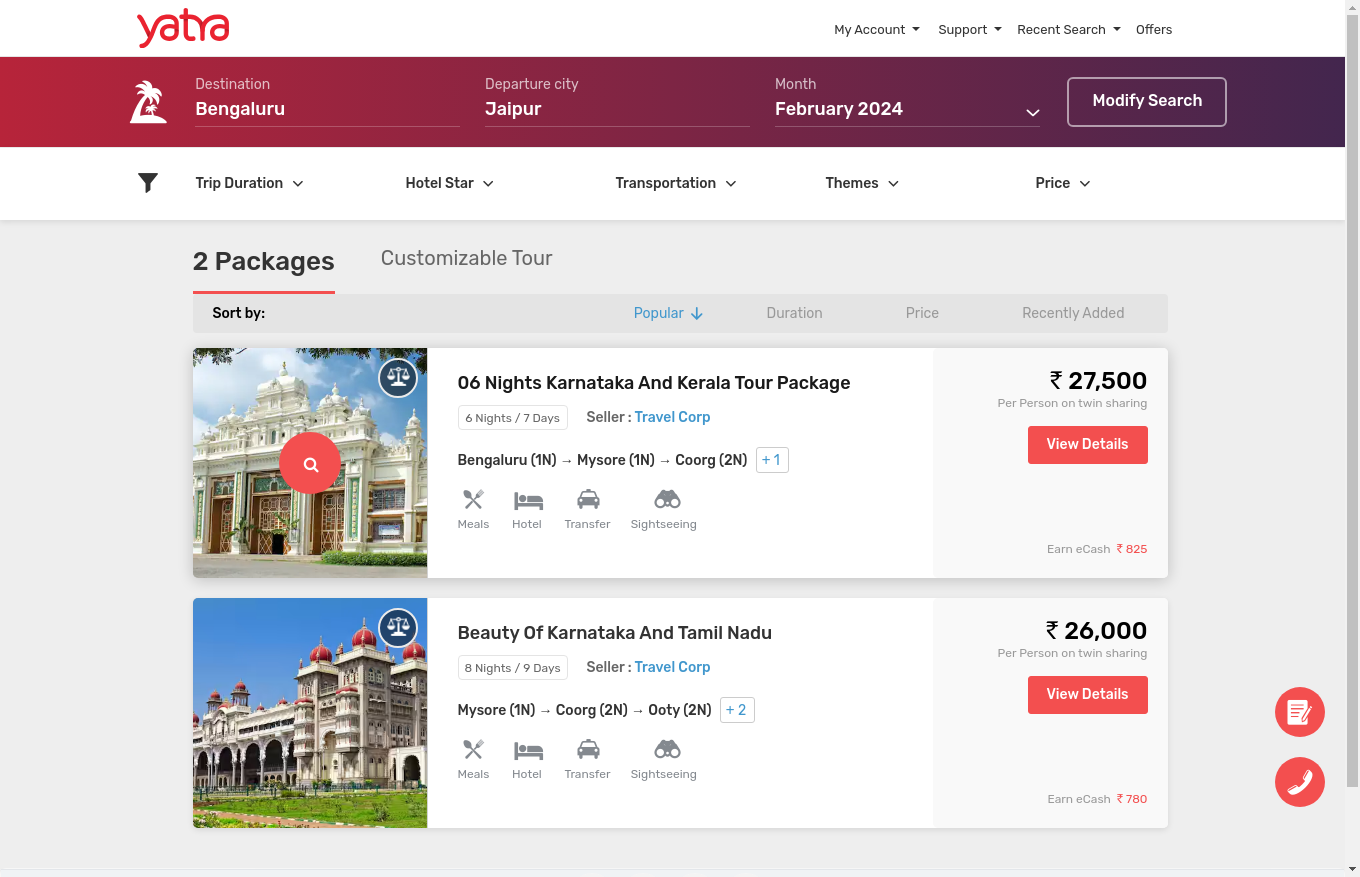 yatra
My Account Support Recent Search Offers
Destination Departure city Month
Bengaluru Jaipur February 2024
Modify Search
Trip Duration Hotel Star Transportation Themes Price
2 Packages Customizable Tour
Sort by: Popular Duration Price Recently Added
06 Nights Karnataka And Kerala Tour Package
6 Nights / 7 Days Seller : Travel Corp
Bengaluru (1N) → Mysore (1N) → Coorg (2N) + 1
Meals Hotel Transfer Sightseeing
₹ 27,500
Per Person on twin sharing
View Details
Earn eCash ₹ 825
Beauty Of Karnataka And Tamil Nadu
8 Nights / 9 Days Seller : Travel Corp
Mysore (1N) → Coorg (2N) → Ooty (2N) + 2
Meals Hotel Transfer Sightseeing
₹ 26,000
Per Person on twin sharing
View Details
Earn eCash ₹ 780